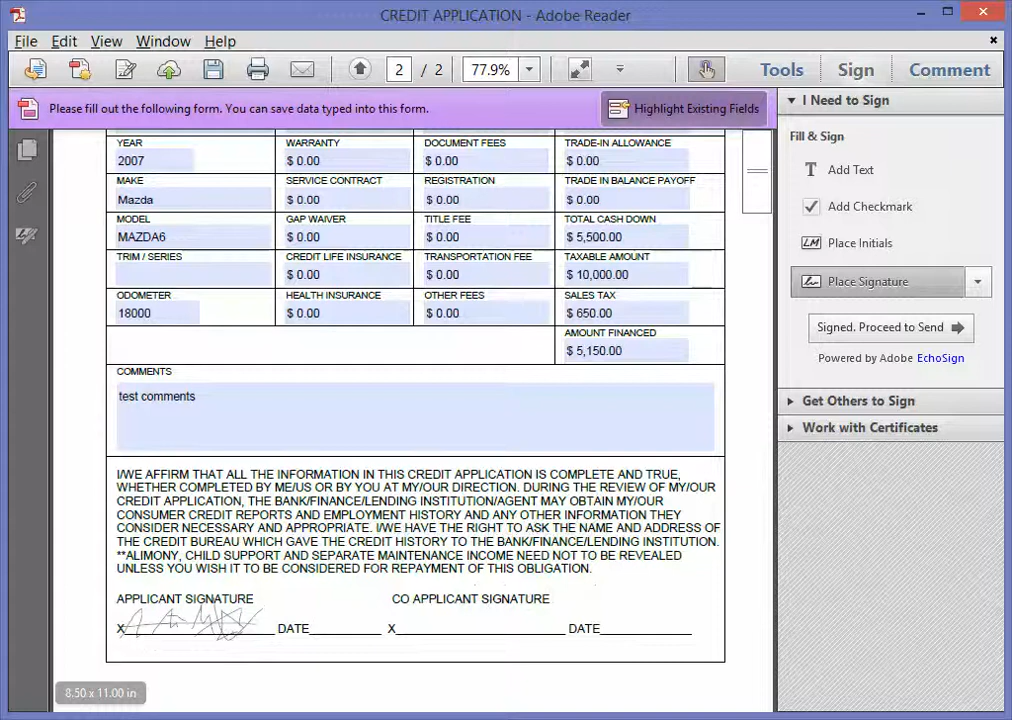 CREDIT APPLICATION - Adobe Reader
File Edit View Window Help
2 / 2 77.9% Tools Sign Comment
Please fill out the following form. You can save data typed into this form.
Highlight Existing Fields
YEAR WARRANTY DOCUMENT FEES TRADE-IN ALLOWANCE
2007 $ 0.00 $ 0.00 $ 0.00
MAKE SERVICE CONTRACT REGISTRATION TRADE IN BALANCE PAYOFF
Mazda $ 0.00 $ 0.00 $ 0.00
MODEL GAP WAIVER TITLE FEE TOTAL CASH DOWN
MAZDA6 $ 0.00 $ 0.00 $ 5,500.00
TRIM / SERIES CREDIT LIFE INSURANCE TRANSPORTATION FEE TAXABLE AMOUNT
$ 0.00 $ 0.00 $ 10,000.00
ODOMETER HEALTH INSURANCE OTHER FEES SALES TAX
18000 $ 0.00 $ 0.00 $ 650.00
AMOUNT FINANCED
$ 5,150.00
COMMENTS
test comments
I/WE AFFIRM THAT ALL THE INFORMATION IN THIS CREDIT APPLICATION IS COMPLETE AND TRUE,
WHETHER COMPLETED BY ME/US OR BY YOU AT MY/OUR DIRECTION. DURING THE REVIEW OF MY/OUR
CREDIT APPLICATION, THE BANK/FINANCE/LENDING INSTITUTION/AGENT MAY OBTAIN MY/OUR
CONSUMER CREDIT REPORTS AND EMPLOYMENT HISTORY AND ANY OTHER INFORMATION THEY
CONSIDER NECESSARY AND APPROPRIATE. I/WE HAVE THE RIGHT TO ASK THE NAME AND ADDRESS OF
THE CREDIT BUREAU WHICH GAVE THE CREDIT HISTORY TO THE BANK/FINANCE/LENDING INSTITUTION.
**ALIMONY, CHILD SUPPORT AND SEPARATE MAINTENANCE INCOME NEED NOT TO BE REVEALED
UNLESS YOU WISH IT TO BE CONSIDERED FOR REPAYMENT OF THIS OBLIGATION.
APPLICANT SIGNATURE CO APPLICANT SIGNATURE
X DATE X DATE
8.50 x 11.00 in
I Need to Sign
Fill & Sign
T Add Text
Add Checkmark
LM Place Initials
Place Signature
Signed. Proceed to Send
Powered by Adobe EchoSign
Get Others to Sign
Work with Certificates